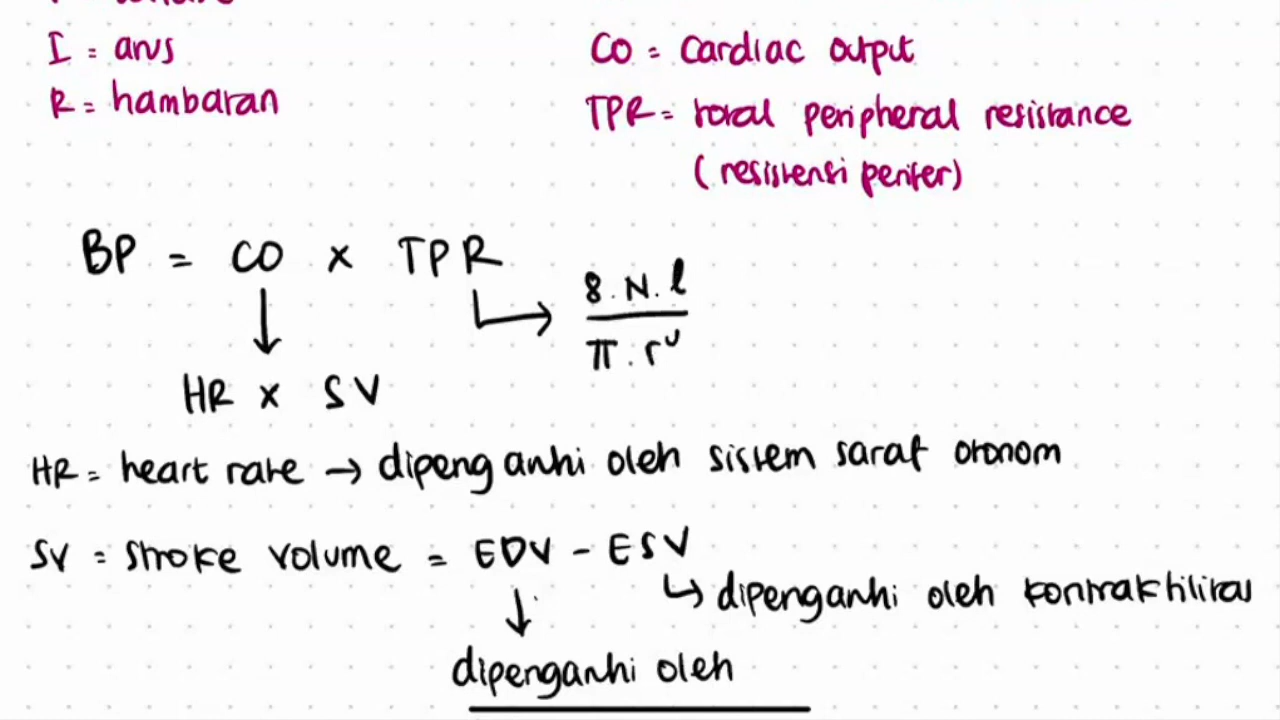 I = arus
R = hambatan
CO = Cardiac output
TPR = total peripheral resistance
(resistensi perifer)
BP = CO x TPR
8. N. l
π. r⁴
HR x SV
HR = heart rate → dipengaruhi oleh sistem saraf otonom
SV = stroke volume = EDV - ESV
↳ dipengaruhi oleh kontraktilitas
dipengaruhi oleh